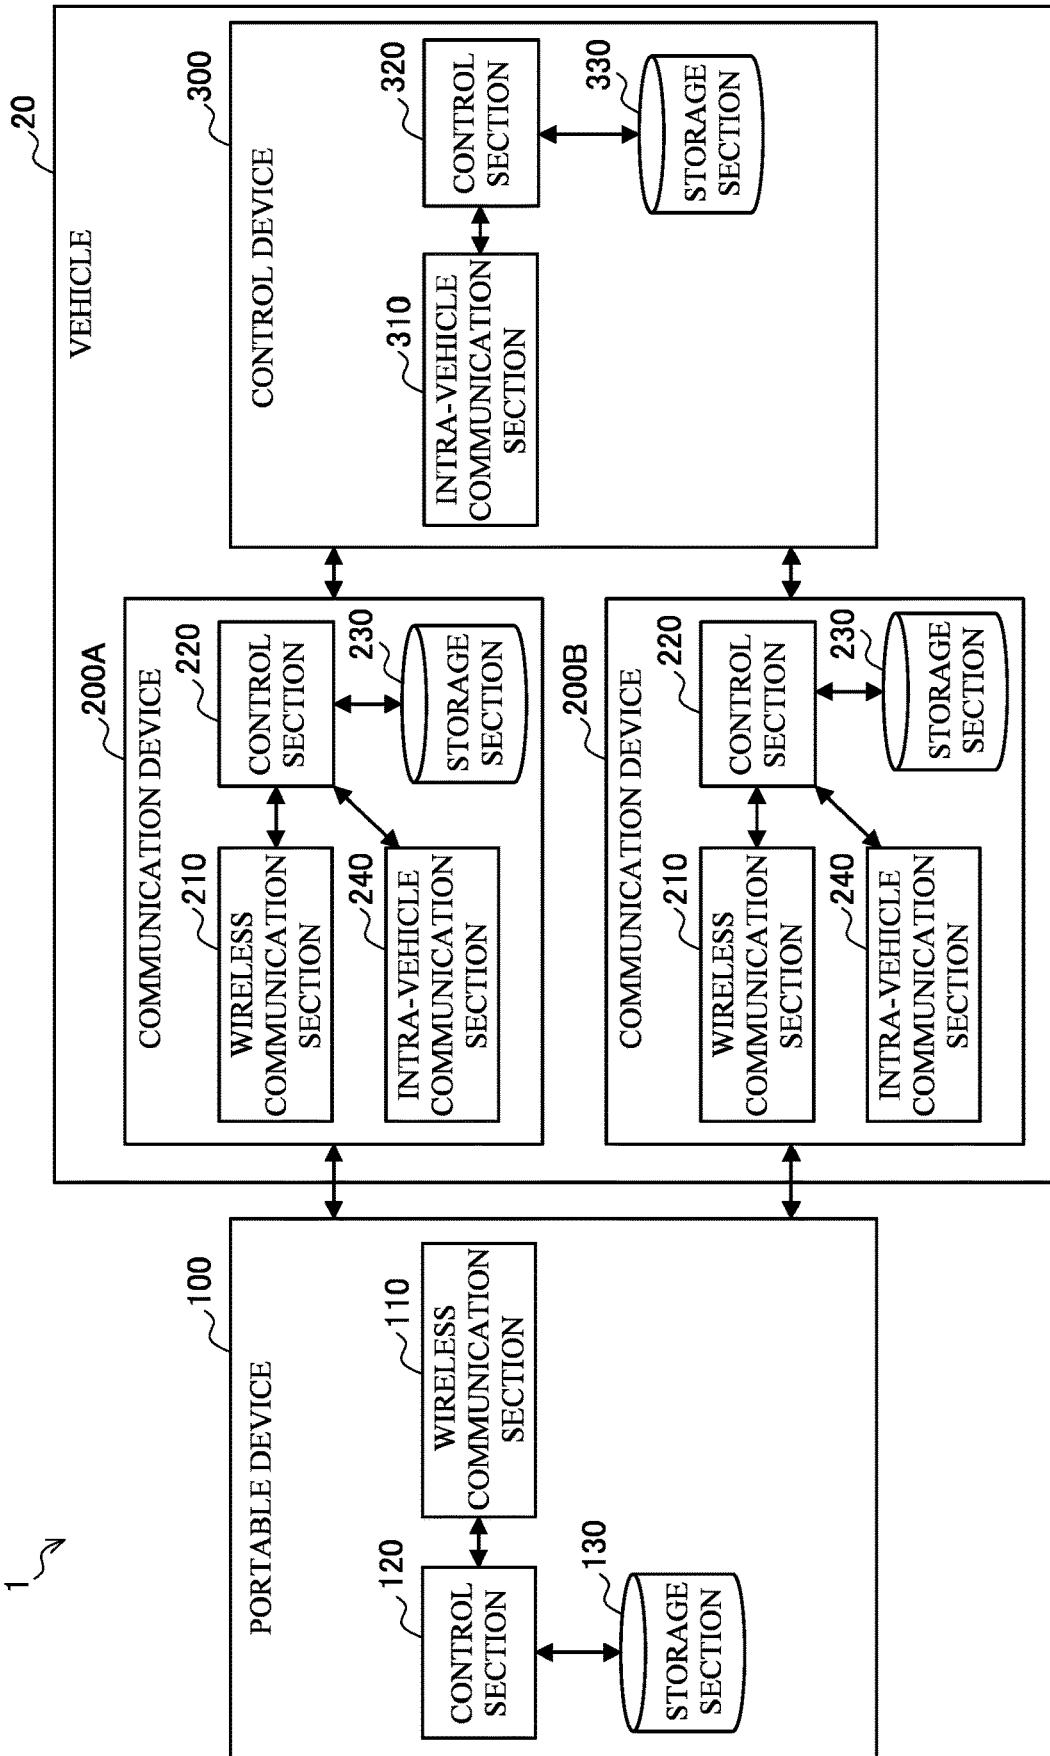 1
100
PORTABLE DEVICE
120
CONTROL
SECTION
110
WIRELESS
COMMUNICATION
SECTION
130
STORAGE
SECTION
20
VEHICLE
200A
COMMUNICATION DEVICE
210
WIRELESS
COMMUNICATION
SECTION
220
CONTROL
SECTION
240
INTRA-VEHICLE
COMMUNICATION
SECTION
230
STORAGE
SECTION
200B
COMMUNICATION DEVICE
210
WIRELESS
COMMUNICATION
SECTION
220
CONTROL
SECTION
240
INTRA-VEHICLE
COMMUNICATION
SECTION
230
STORAGE
SECTION
300
CONTROL DEVICE
310
INTRA-VEHICLE
COMMUNICATION
SECTION
320
CONTROL
SECTION
330
STORAGE
SECTION